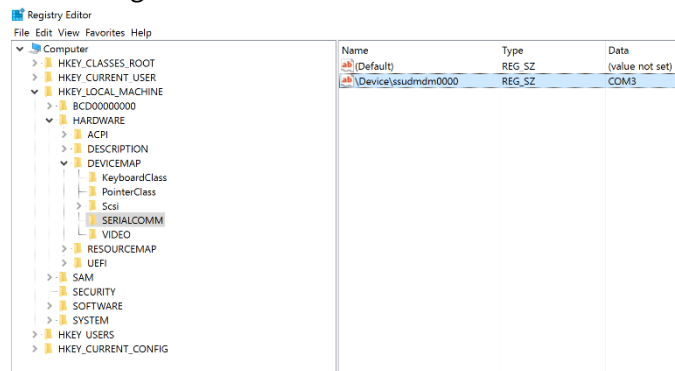 Registry Editor
File Edit View Favorites Help
Computer
HKEY_CLASSES_ROOT
HKEY_CURRENT_USER
HKEY_LOCAL_MACHINE
BCD00000000
HARDWARE
ACPI
DESCRIPTION
DEVICEMAP
KeyboardClass
PointerClass
Scsi
SERIALCOMM
VIDEO
RESOURCEMAP
UEFI
SAM
SECURITY
SOFTWARE
SYSTEM
HKEY_USERS
HKEY_CURRENT_CONFIG
Name Type Data
(Default) REG_SZ (value not set)
\Device\ssudmdm0000 REG_SZ COM3